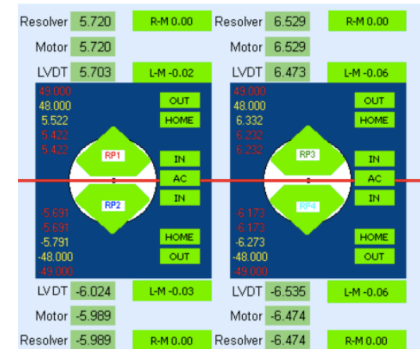 Resolver 5.720 R-M 0.00 Resolver 6.529 R-M 0.00
Motor 5.720 Motor 6.529
LVDT 5.703 L-M -0.02 LVDT 6.473 L-M -0.06
49.000 49.000
48.000 OUT 48.000 OUT
5.522 HOME 6.332 HOME
5.422 6.232
5.422 RP1 IN 6.232 RP3 IN
AC AC
5.691 RP2 IN -6.173 RP4 IN
5.691 -6.173
-5.791 HOME -6.273 HOME
-48.000 OUT -48.000 OUT
-49.000 -49.000
LVDT -6.024 L-M -0.03 LVDT -6.535 L-M -0.06
Motor -5.989 Motor -6.474
Resolver -5.989 R-M 0.00 Resolver -6.474 R-M 0.00